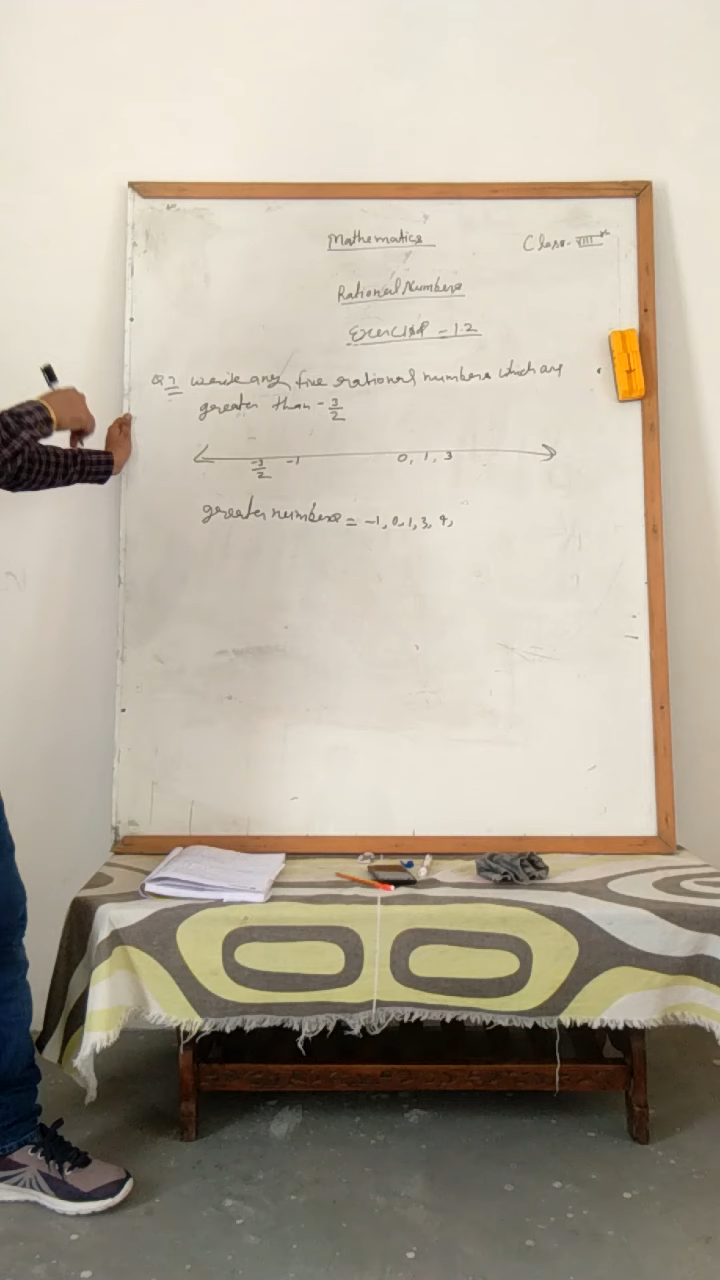 Mathematics
Class - VIII th
Rational Numbers
Exercise - 1.2
Q7 write any five rational numbers which are
greater than - 3/2
-3/2 -1 0, 1, 3
greater numbers = -1, 0, 1, 3, 4,